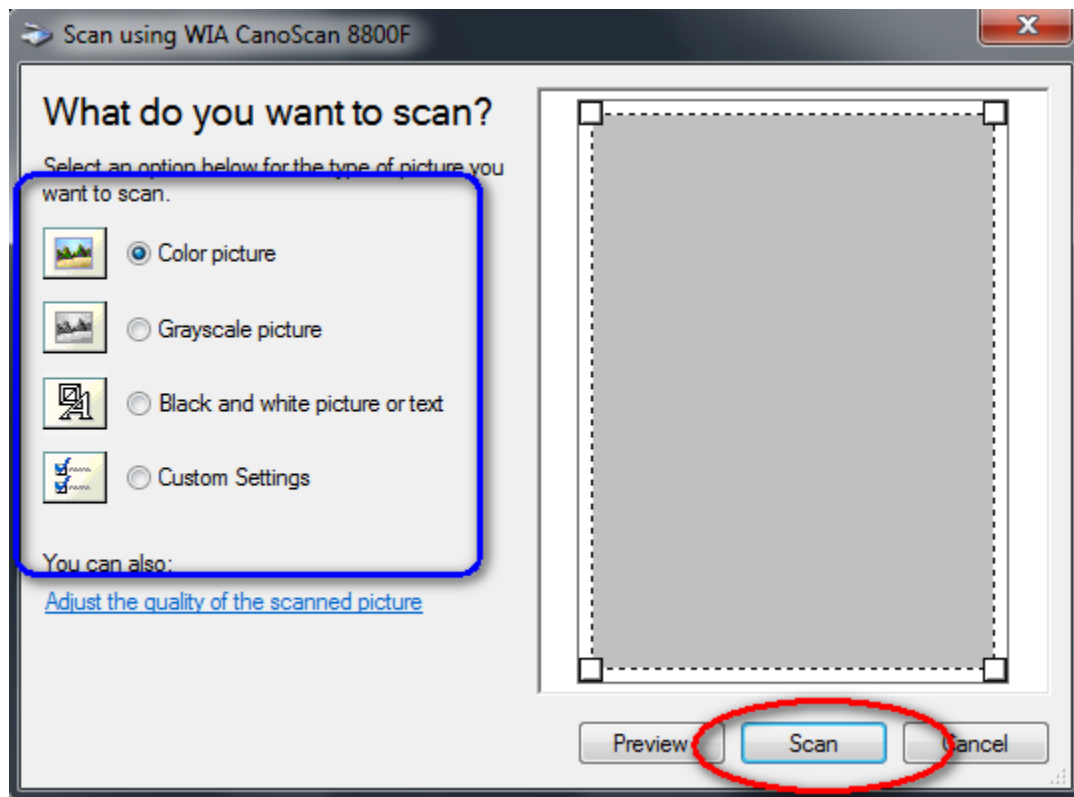 Scan using WIA CanoScan 8800F
What do you want to scan?
Select an option below for the type of picture you
want to scan.
Color picture
Grayscale picture
Black and white picture or text
Custom Settings
You can also:
Adjust the quality of the scanned picture
Preview Scan Cancel